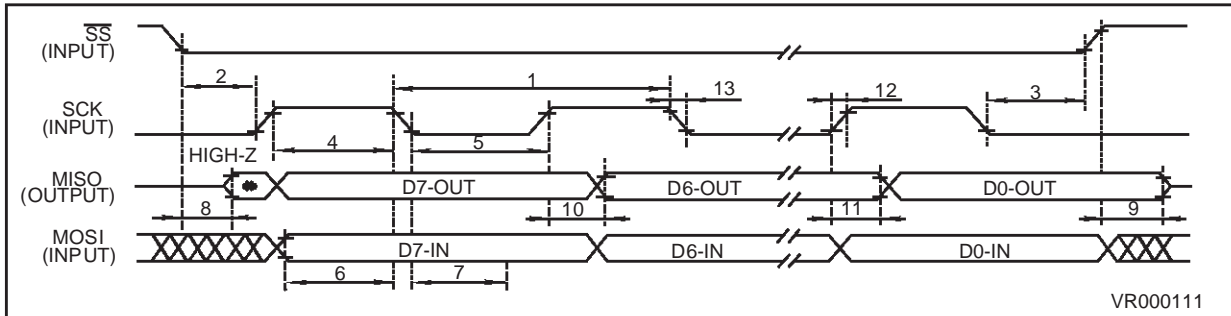 SS
(INPUT)
2
1
13
12
3
SCK
(INPUT)
4
5
HIGH-Z
MISO
(OUTPUT)
D7-OUT
D6-OUT
D0-OUT
8
10
11
9
MOSI
(INPUT)
D7-IN
D6-IN
D0-IN
6
7
VR000111